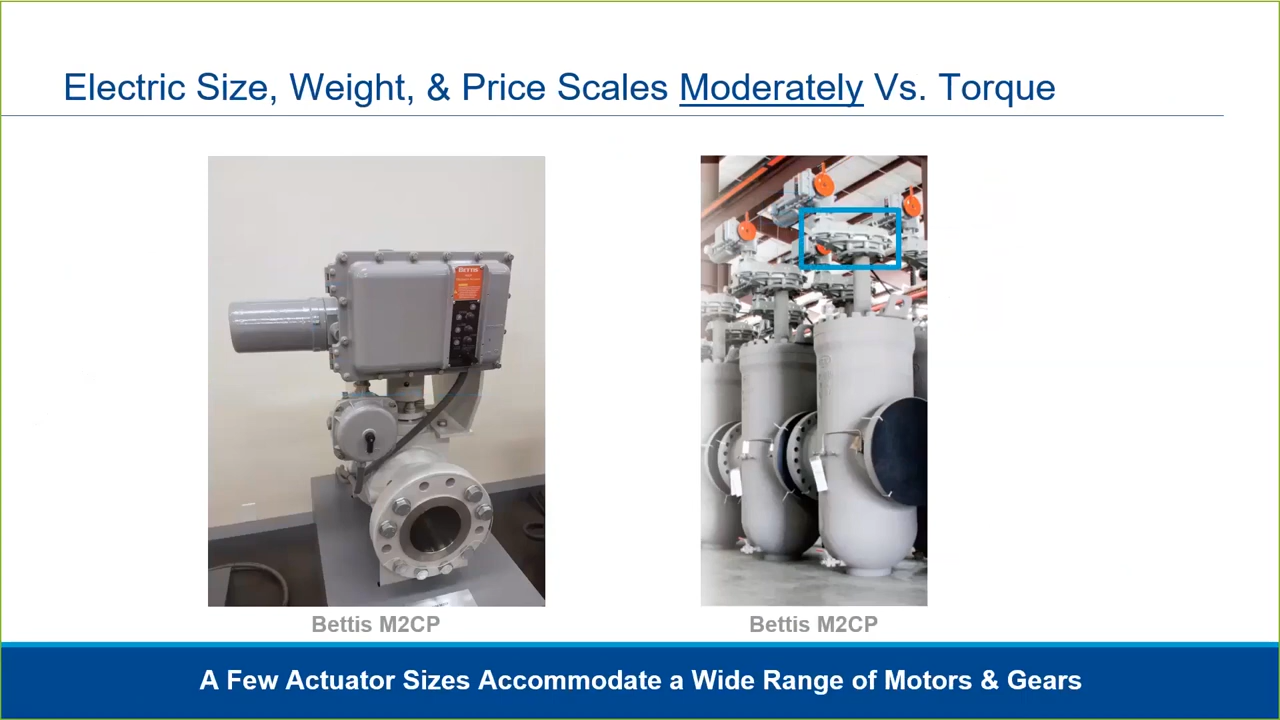 Electric Size, Weight, & Price Scales Moderately Vs. Torque
BETTIS
Bettis M2CP
Bettis M2CP
A Few Actuator Sizes Accommodate a Wide Range of Motors & Gears